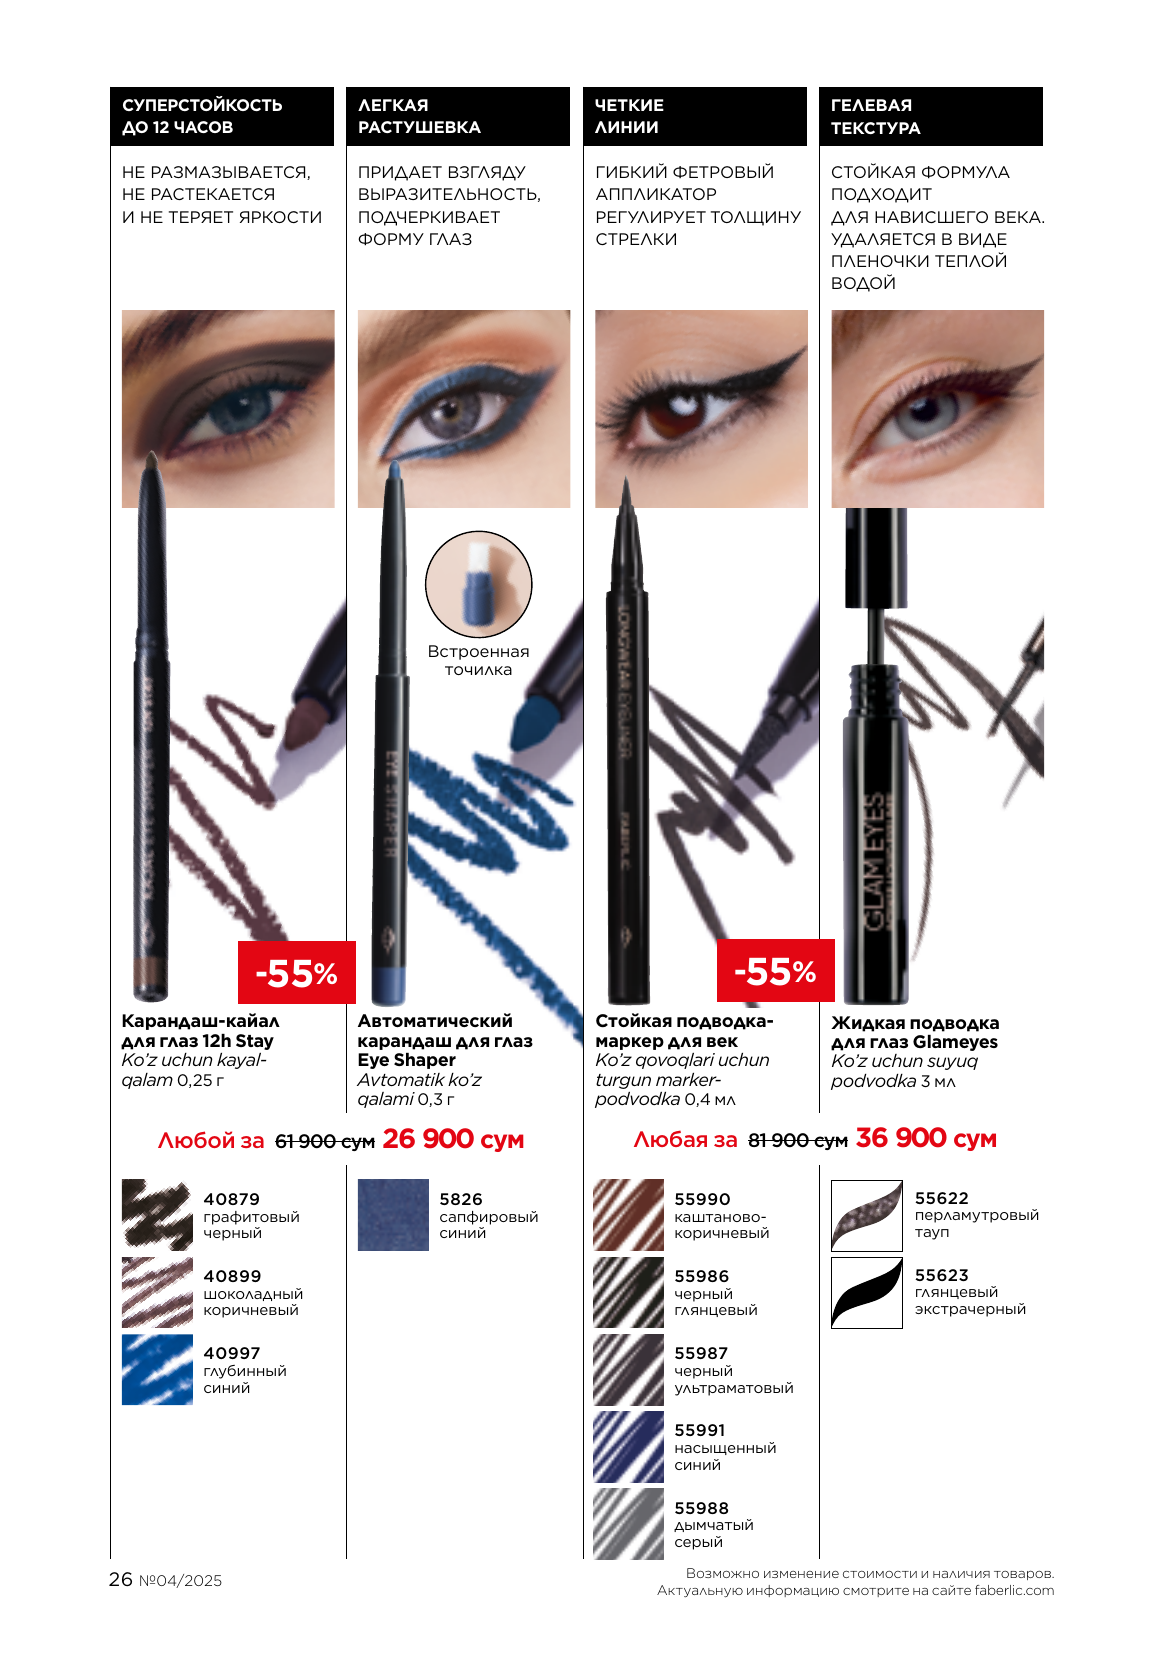 СУПЕРСТОЙКОСТЬ
ДО 12 ЧАСОВ
НЕ РАЗМАЗЫВАЕТСЯ,
НЕ РАСТЕКАЕТСЯ
И НЕ ТЕРЯЕТ ЯРКОСТИ
ЛЕГКАЯ
РАСТУШЕВКА
ПРИДАЕТ ВЗГЛЯДУ
ВЫРАЗИТЕЛЬНОСТЬ,
ПОДЧЕРКИВАЕТ
ФОРМУ ГЛАЗ
ЧЕТКИЕ
ЛИНИИ
ГИБКИЙ ФЕТРОВЫЙ
АППЛИКАТОР
РЕГУЛИРУЕТ ТОЛЩИНУ
СТРЕЛКИ
ГЕЛЕВАЯ
ТЕКСТУРА
СТОЙКАЯ ФОРМУЛА
ПОДХОДИТ
ДЛЯ НАВИСШЕГО ВЕКА.
УДАЛЯЕТСЯ В ВИДЕ
ПЛЕНОЧКИ ТЕПЛОЙ
ВОДОЙ
Встроенная
точилка
EYE SHAPER
LONGWEAR EYELINER
FABERLIC
GLAMEYES
-55%
-55%
Карандаш-кайал
для глаз 12h Stay
Ko'z uchun kayal-
qalam 0,25 г
Автоматический
карандаш для глаз
Eye Shaper
Avtomatik ko'z
qalami 0,3 г
Стойкая подводка-
маркер для век
Ko'z qovoqlari uchun
turgun marker-
podvodka 0,4 мл
Жидкая подводка
для глаз Glameyes
Ko'z uchun suyuq
podvodka 3 мл
Любой за 61 900 сум 26 900 сум
Любая за 81 900 сум 36 900 сум
40879
графитовый
черный
40899
шоколадный
коричневый
40997
глубинный
синий
5826
сапфировый
синий
55990
каштаново-
коричневый
55986
черный
глянцевый
55987
черный
ультраматовый
55991
насыщенный
синий
55988
дымчатый
серый
55622
перламутровый
тауп
55623
глянцевый
экстрачерный
26 №04/2025
Возможно изменение стоимости и наличия товаров.
Актуальную информацию смотрите на сайте faberlic.com